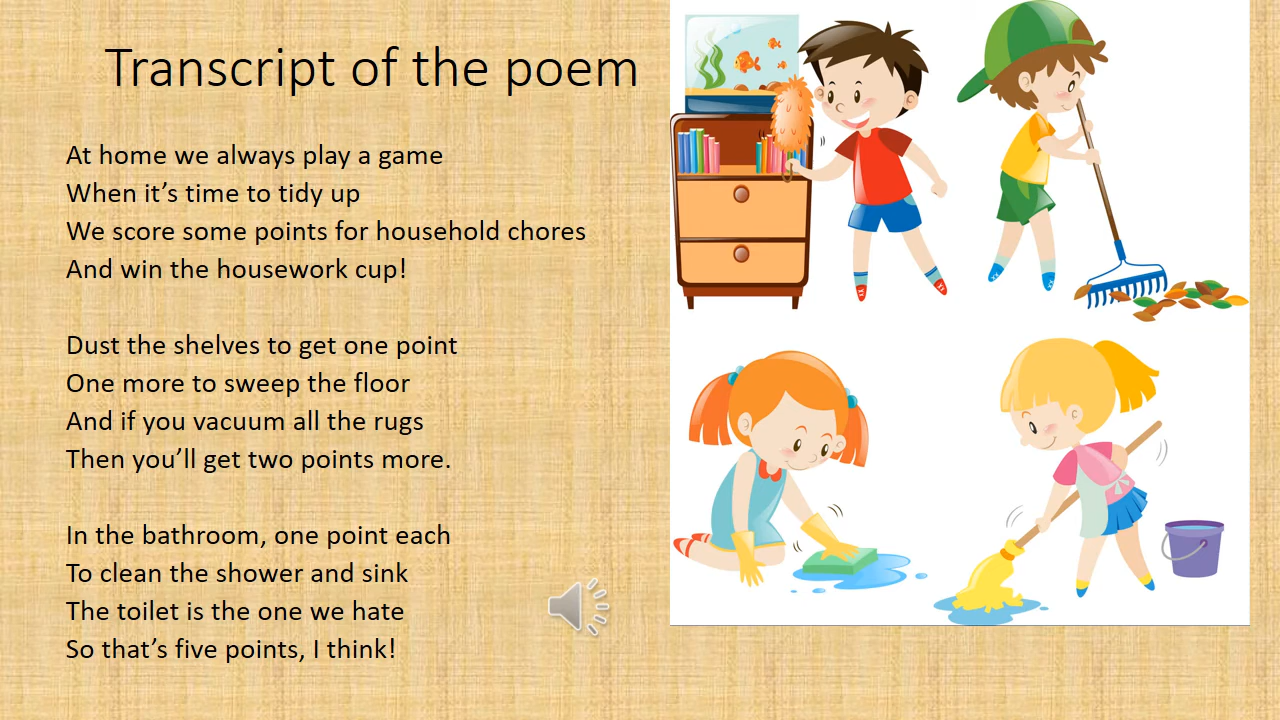 Transcript of the poem
At home we always play a game
When it’s time to tidy up
We score some points for household chores
And win the housework cup!
Dust the shelves to get one point
One more to sweep the floor
And if you vacuum all the rugs
Then you’ll get two points more.
In the bathroom, one point each
To clean the shower and sink
The toilet is the one we hate
So that’s five points, I think!